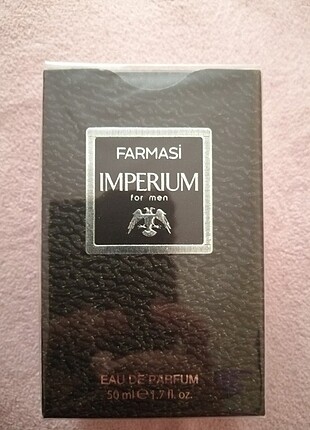 FARMASİ
IMPERIUM
for men
EAU DE PARFUM
50 ml ℮ 1.7 fl. oz.